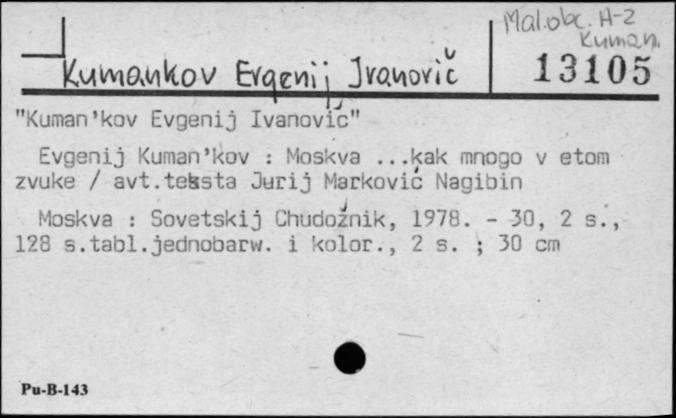 Mal.obc. A-2
Kuman.
Kumankov Evgenij Ivanovič
13105
"Kuman'kov Evgenij Ivanovič"
Evgenij Kuman'kov : Moskva ...kak mnogo v etom
zvuke / avt.teksta Jurij Markovič Nagibin
Moskva : Sovetskij Chudožnik, 1978. - 30, 2 s.,
128 s.tabl.jednobarw. i kolor., 2 s. ; 30 cm
Pu-B-143